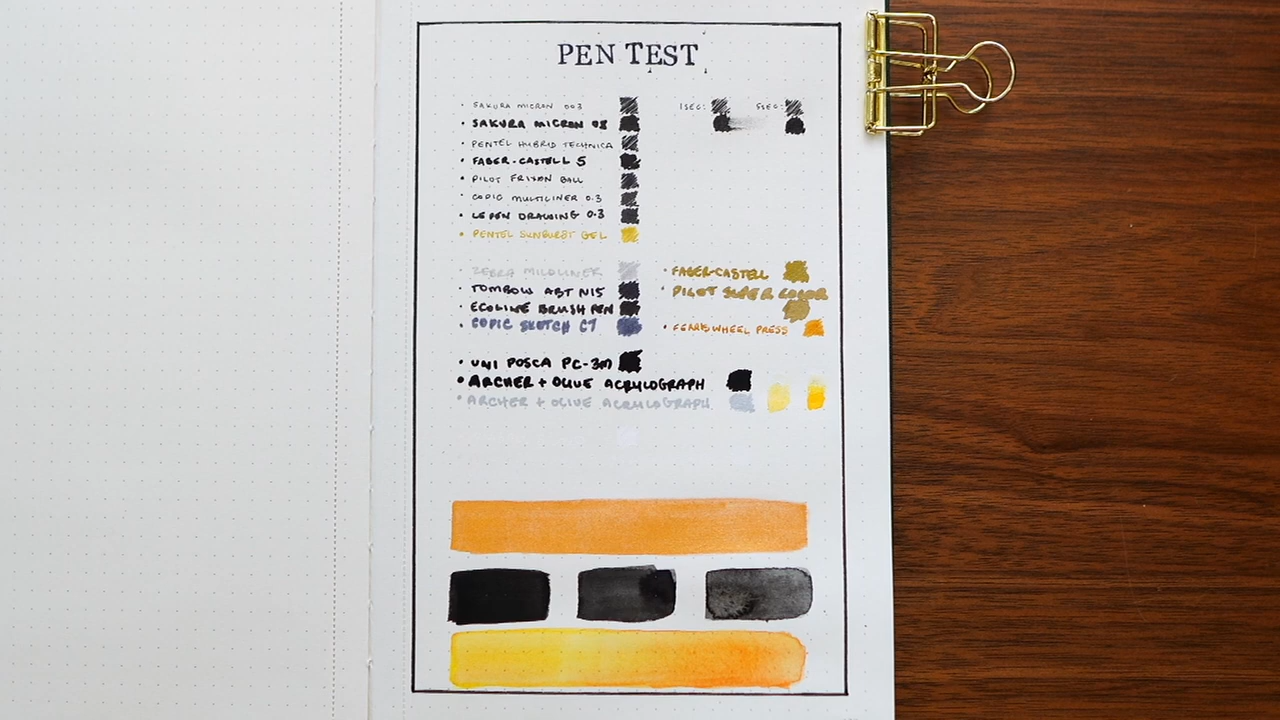 PEN TEST
• SAKURA MICRON 003
1SEC:
5SEC:
• SAKURA MICRON 08
• PENTEL HYBRID TECHNICA
• FABER-CASTELL 5
• PILOT FRIXON BALL
• COPIC MULTILINER 0.3
• LE PEN DRAWING 0.3
• PENTEL SUNBURST GEL
• ZEBRA MILDLINER
• TOMBOW ABT N15
• ECOLINE BRUSH PEN
• COPIC SKETCH C7
• FABER-CASTELL
• PILOT SUPER COLOR
• FERRIS WHEEL PRESS
• UNI POSCA PC-3M
• ARCHER + OLIVE ACRYLOGRAPH
• ARCHER + OLIVE ACRYLOGRAPH